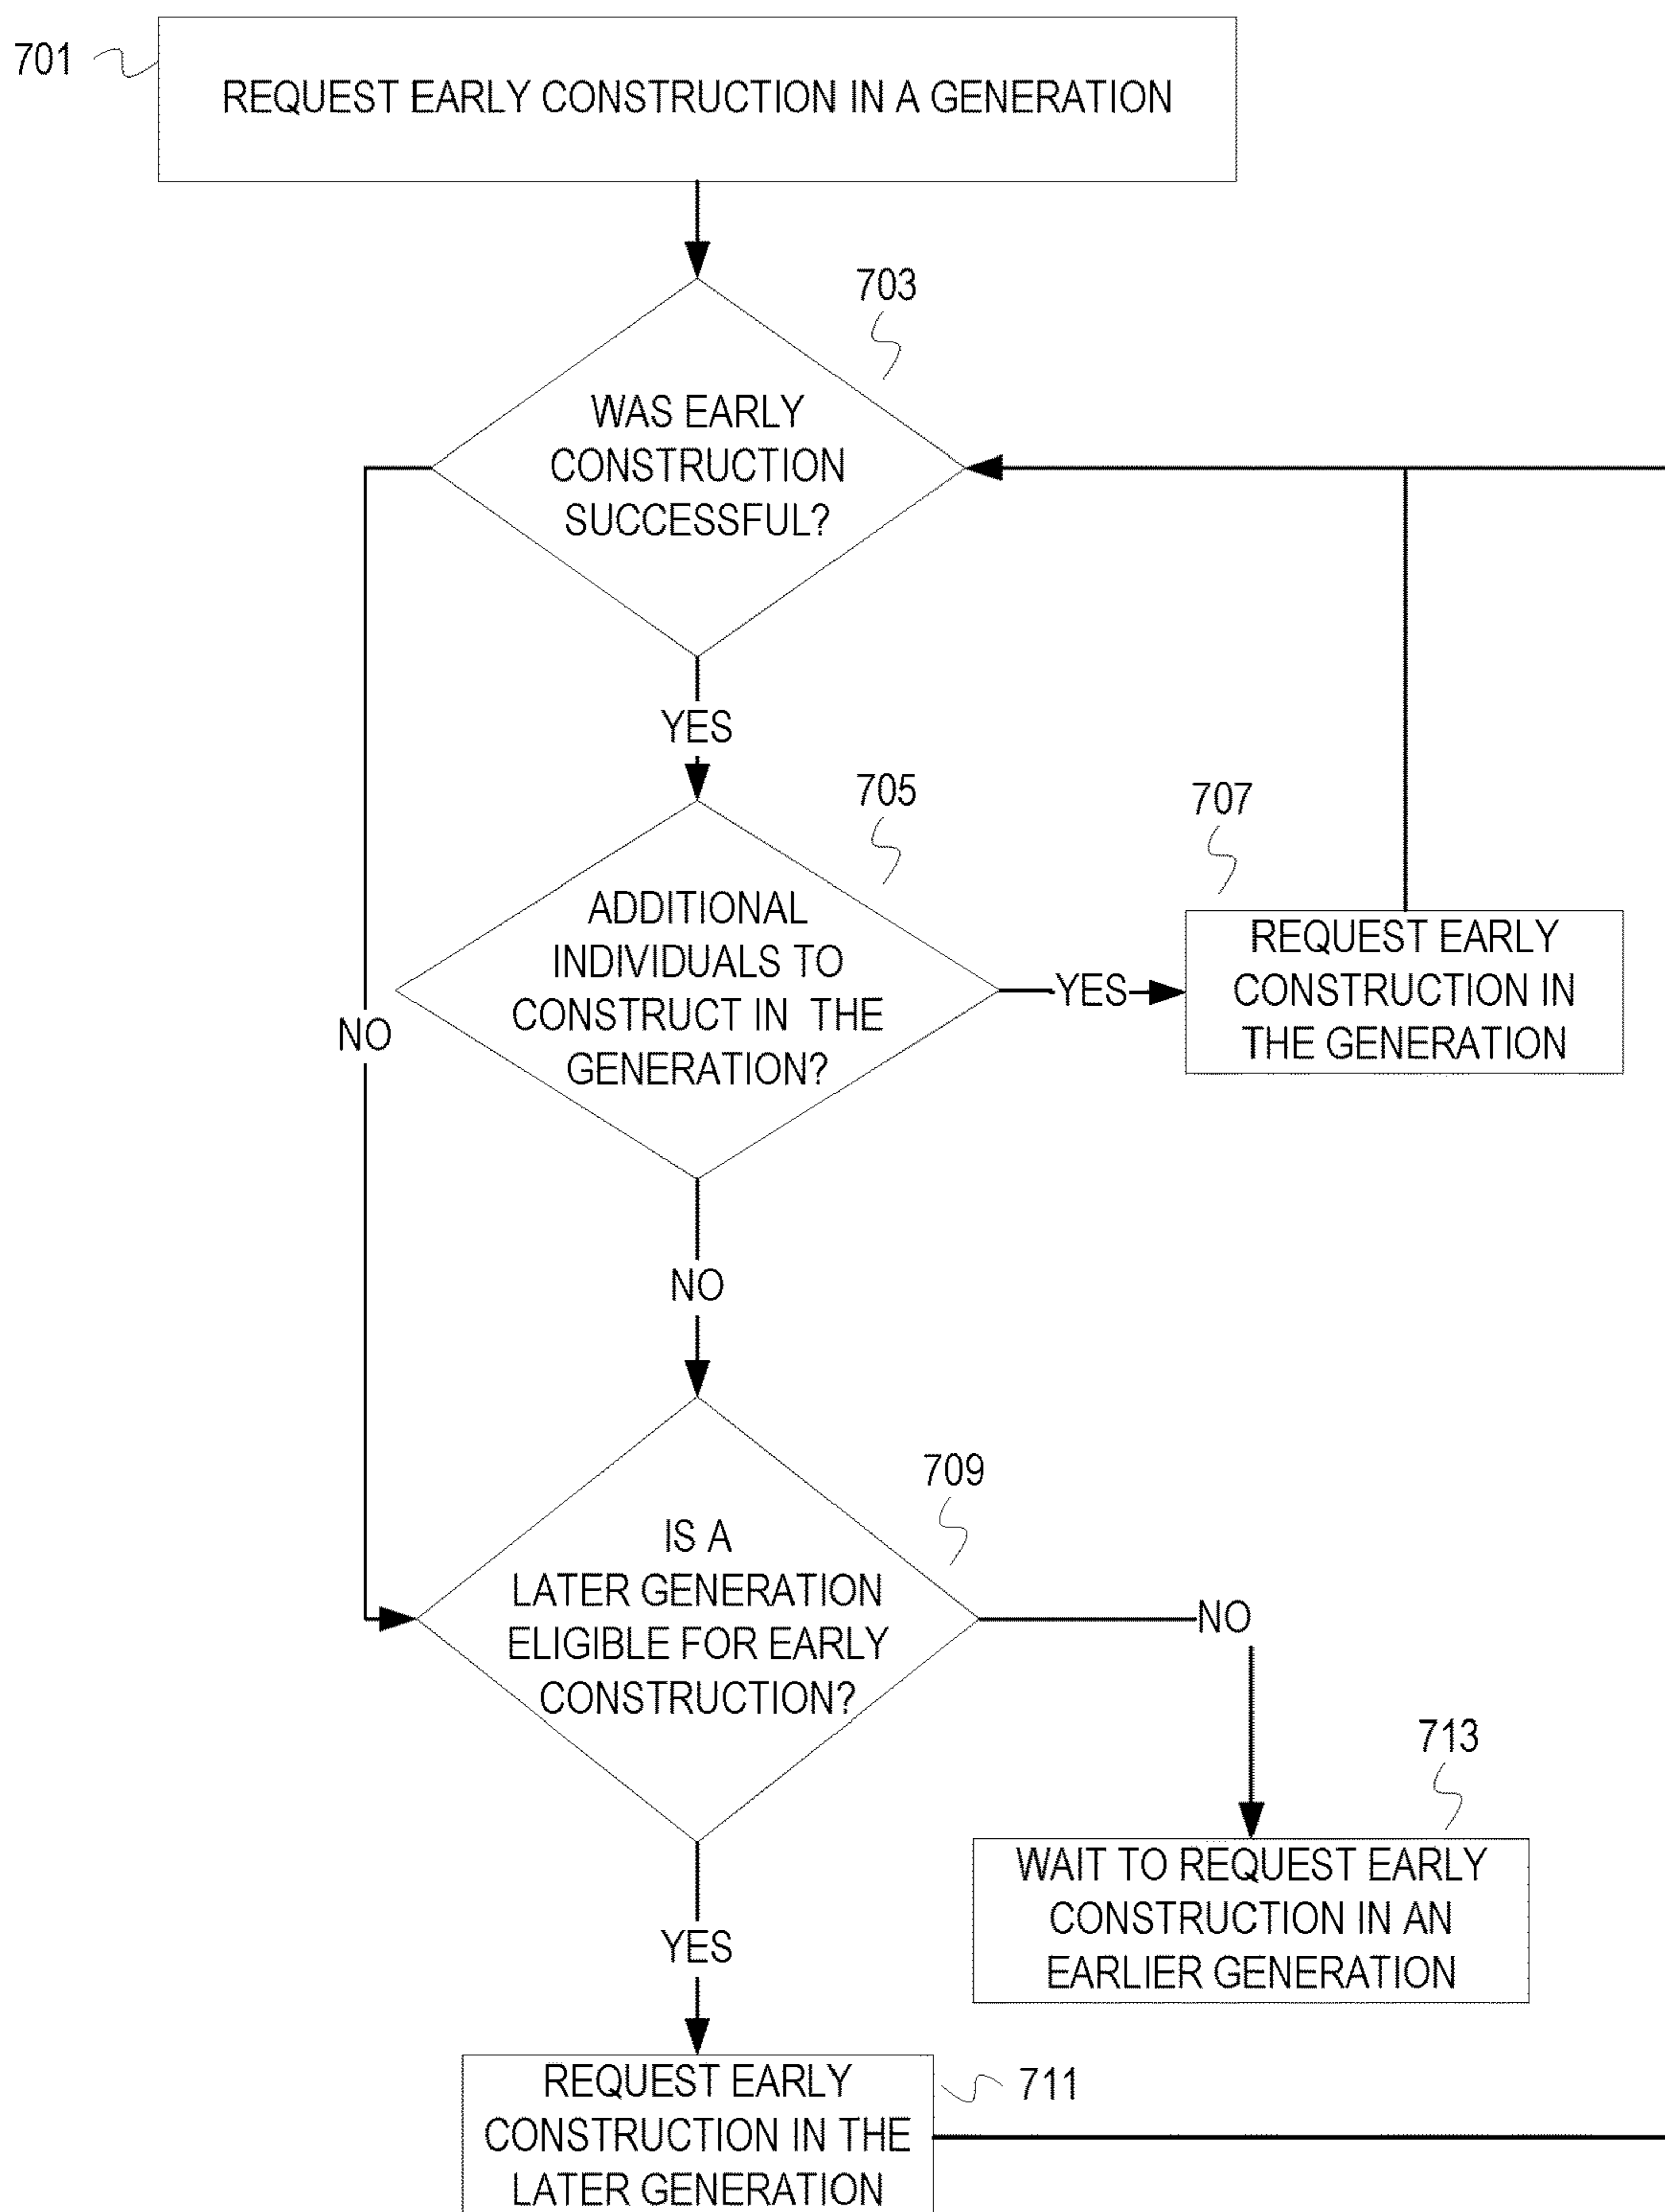 701
REQUEST EARLY CONSTRUCTION IN A GENERATION
703
WAS EARLY
CONSTRUCTION
SUCCESSFUL?
YES
705
707
ADDITIONAL
INDIVIDUALS TO
CONSTRUCT IN THE
GENERATION?
YES
REQUEST EARLY
CONSTRUCTION IN
THE GENERATION
NO
NO
709
IS A
LATER GENERATION
ELIGIBLE FOR EARLY
CONSTRUCTION?
NO
713
WAIT TO REQUEST EARLY
CONSTRUCTION IN AN
EARLIER GENERATION
YES
711
REQUEST EARLY
CONSTRUCTION IN THE
LATER GENERATION